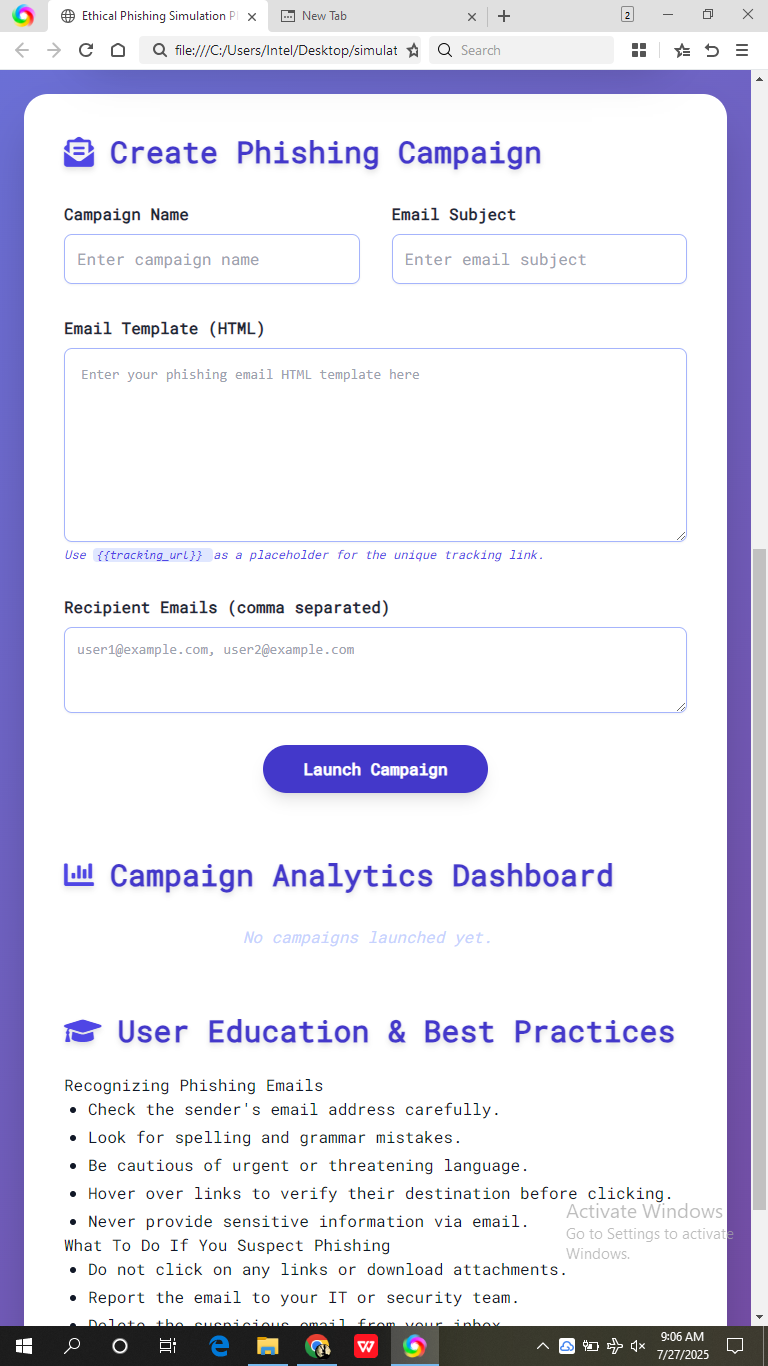 Ethical Phishing Simulation P
New Tab
2
file:///C:/Users/Intel/Desktop/simulat
Search
Create Phishing Campaign
Campaign Name
Email Subject
Enter campaign name
Enter email subject
Email Template (HTML)
Enter your phishing email HTML template here
Use {{tracking_url}} as a placeholder for the unique tracking link.
Recipient Emails (comma separated)
user1@example.com, user2@example.com
Launch Campaign
Campaign Analytics Dashboard
No campaigns launched yet.
User Education & Best Practices
Recognizing Phishing Emails
• Check the sender's email address carefully.
• Look for spelling and grammar mistakes.
• Be cautious of urgent or threatening language.
• Hover over links to verify their destination before clicking.
• Never provide sensitive information via email.
What To Do If You Suspect Phishing
• Do not click on any links or download attachments.
• Report the email to your IT or security team.
• Delete the suspicious email from your inbox.
Activate Windows
Go to Settings to activate
Windows.
9:06 AM
7/27/2025